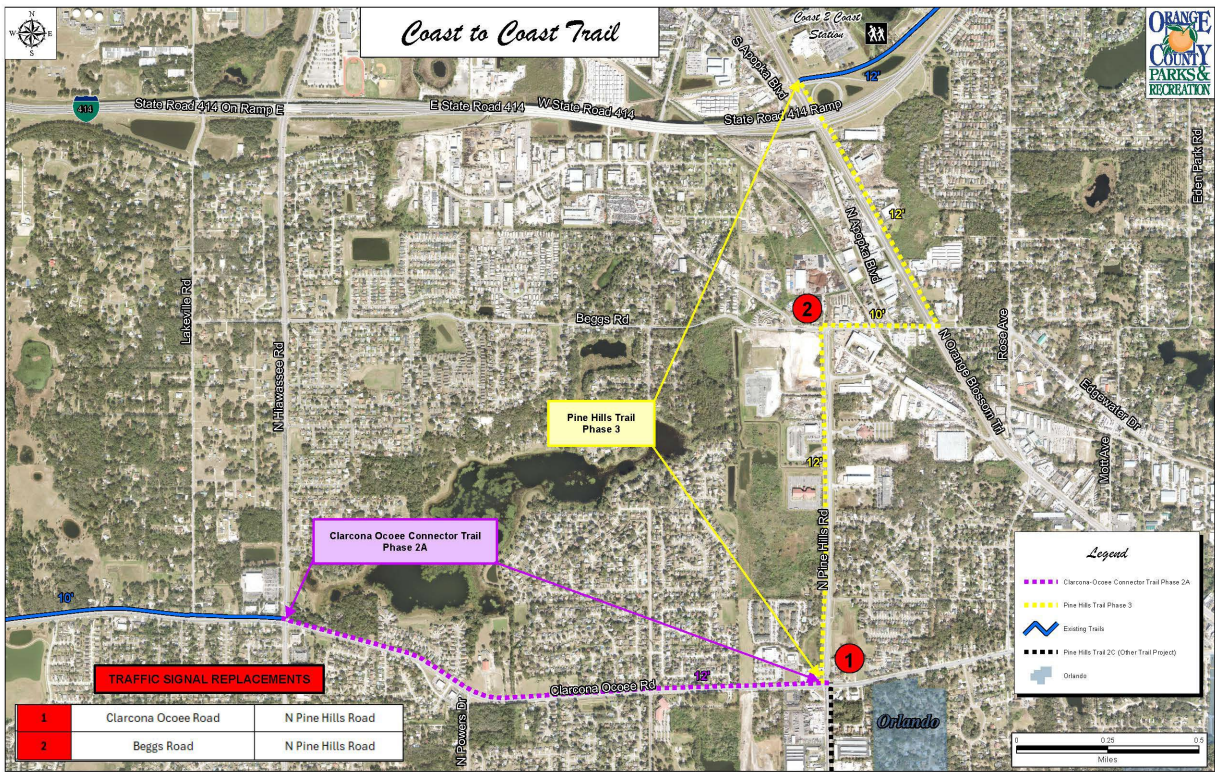 N
W
E
S
Coast to Coast Trail
Coast 2 Coast
Station
ORANGE
COUNTY
PARKS &
RECREATION
414
State Road 414 On Ramp E
E State Road 414
W State Road 414
State Road 414 Ramp
S Apopka Blvd
12'
Eden Park Rd
12'
N Apopka Blvd
Lakeville Rd
N Hiawassee Rd
Beggs Rd
2
10'
Rose Ave
N Orange Blossom Trl
Edgewater Dr
Mott Ave
Pine Hills Trail
Phase 3
12'
N Pine Hills Rd
Clarcona Ocoee Connector Trail
Phase 2A
10'
1
12'
Clarcona Ocoee Rd
N Powers Dr
Orlando
TRAFFIC SIGNAL REPLACEMENTS
1 Clarcona Ocoee Road N Pine Hills Road
2 Beggs Road N Pine Hills Road
Legend
Clarcona-Ocoee Connector Trail Phase 2A
Pine Hills Trail Phase 3
Existing Trails
Pine Hills Trail 2C (Other Trail Project)
Orlando
0 0.25 0.5
Miles